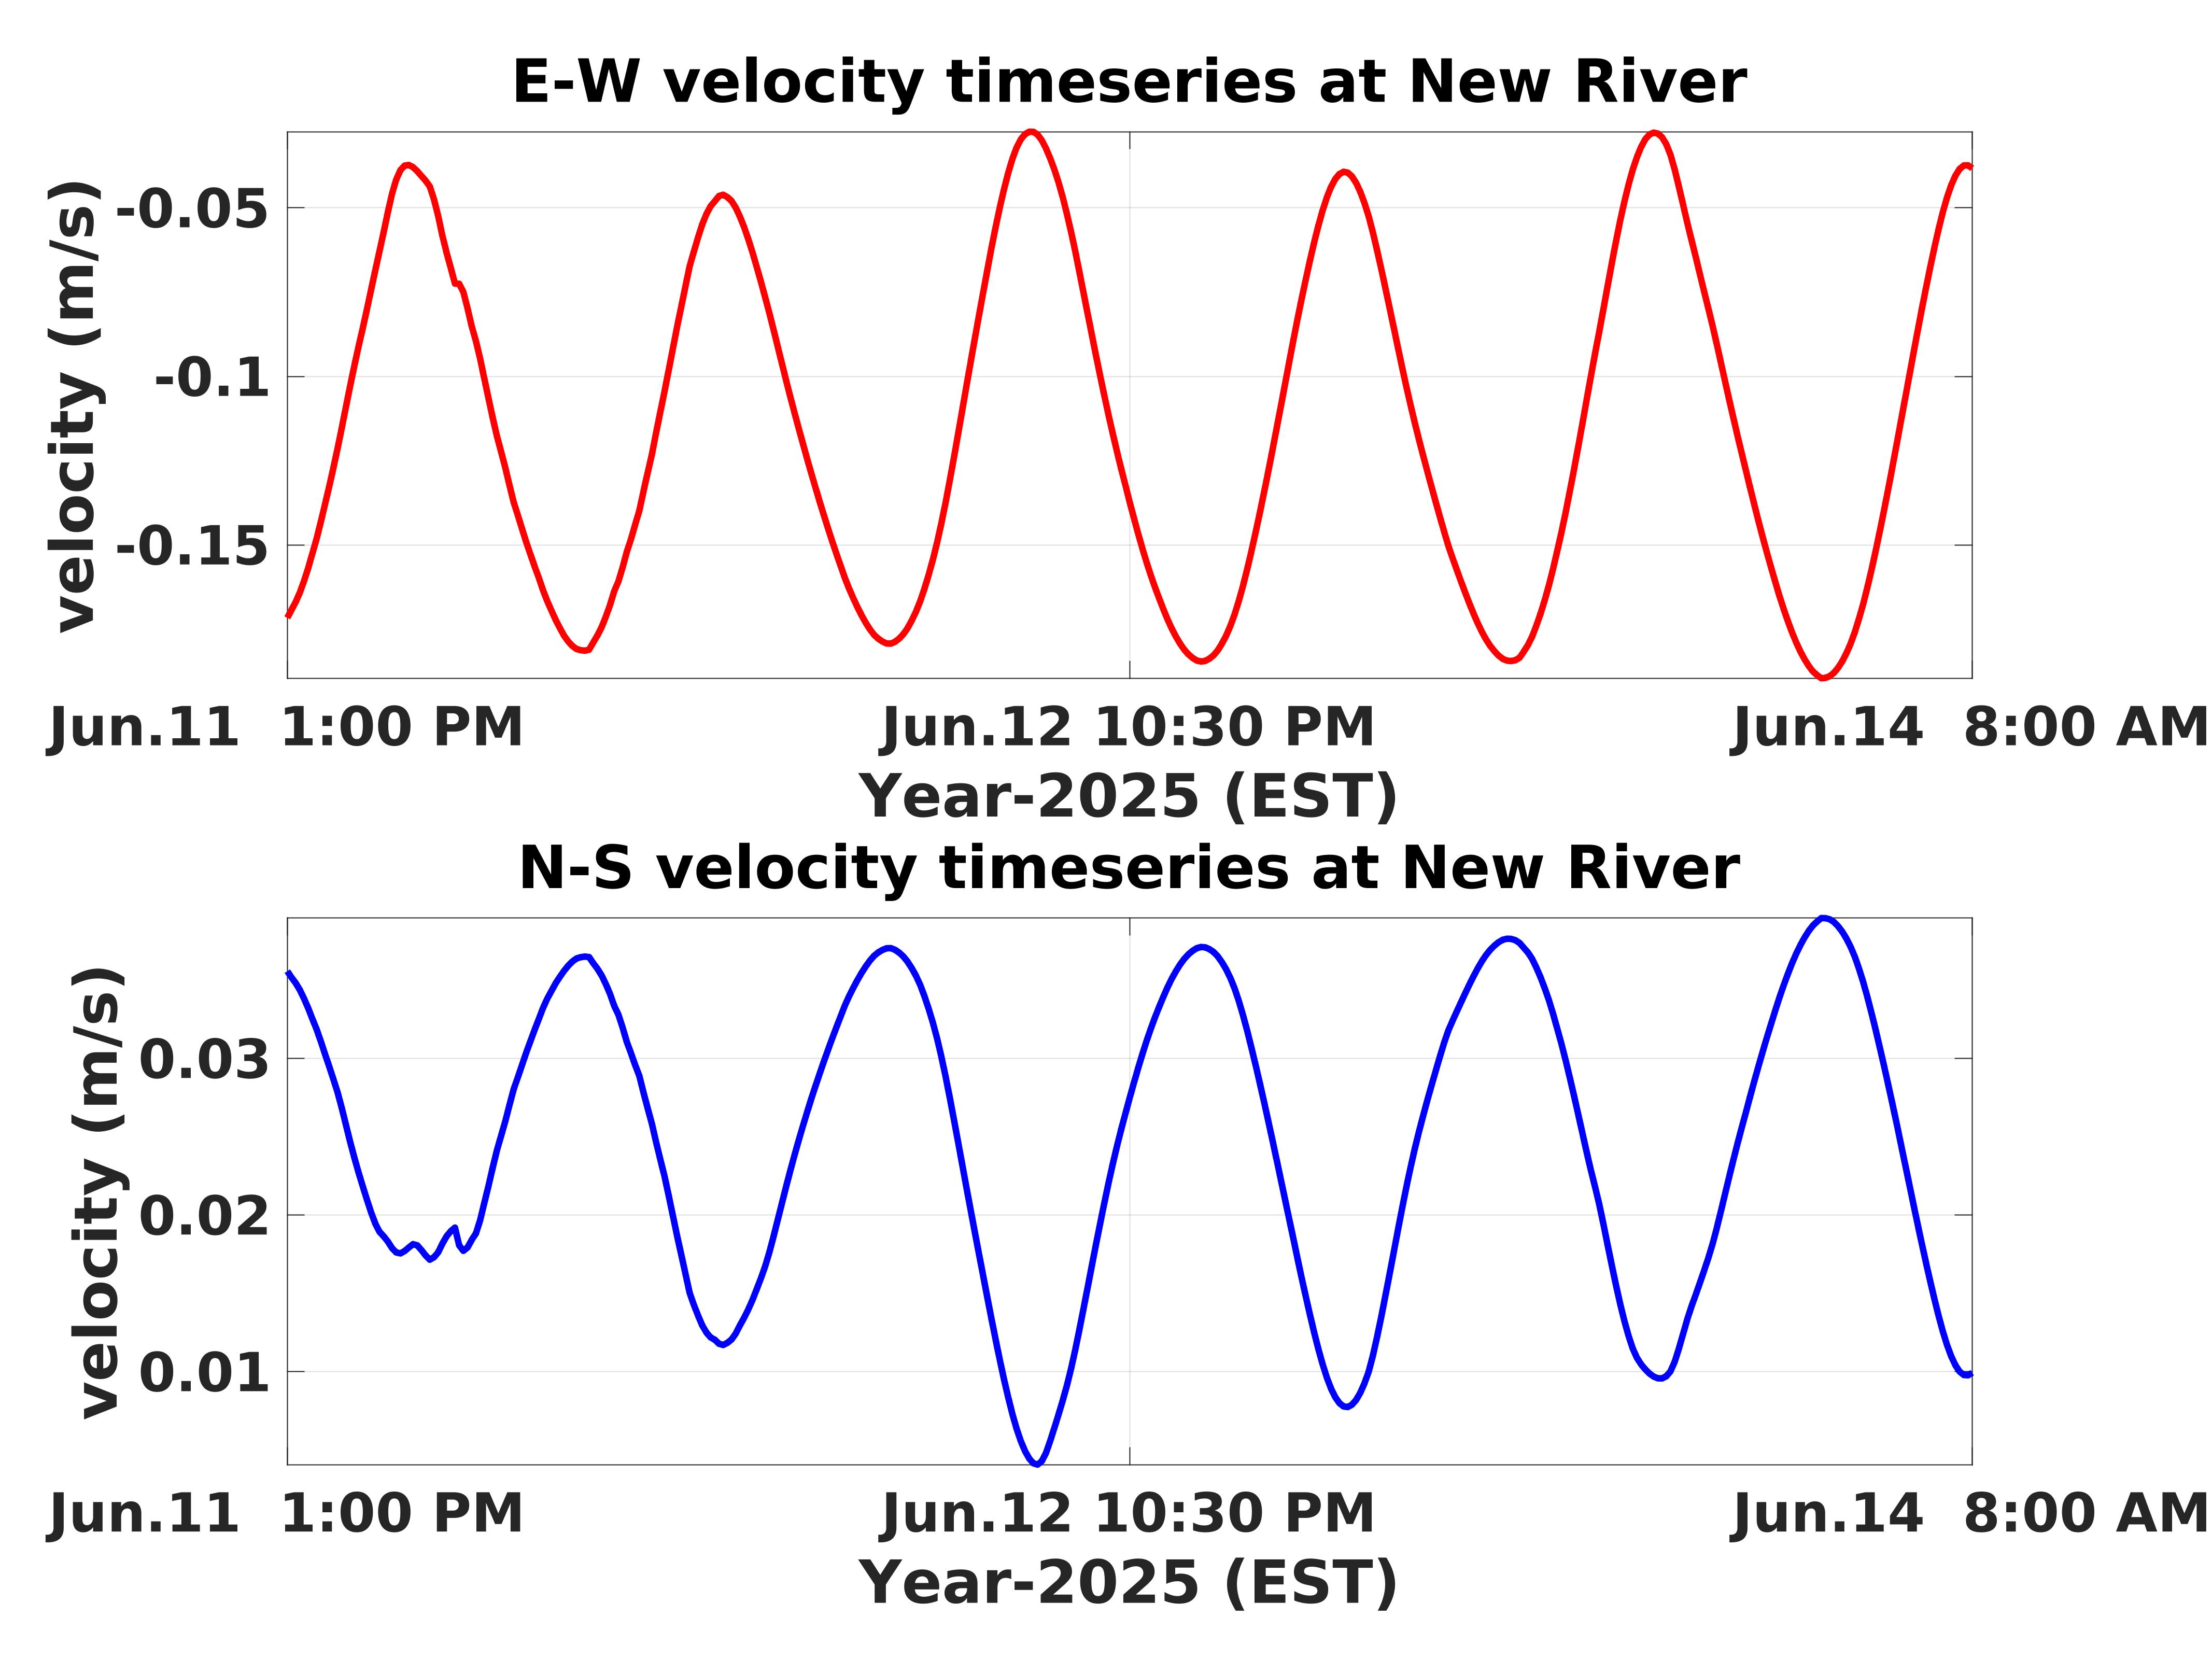 E-W velocity timeseries at New River
velocity (m/s)
-0.05
-0.1
-0.15
Jun.11  1:00 PM
Jun.12 10:30 PM
Jun.14  8:00 AM
Year-2025 (EST)
N-S velocity timeseries at New River
velocity (m/s)
0.03
0.02
0.01
Jun.11  1:00 PM
Jun.12 10:30 PM
Jun.14  8:00 AM
Year-2025 (EST)